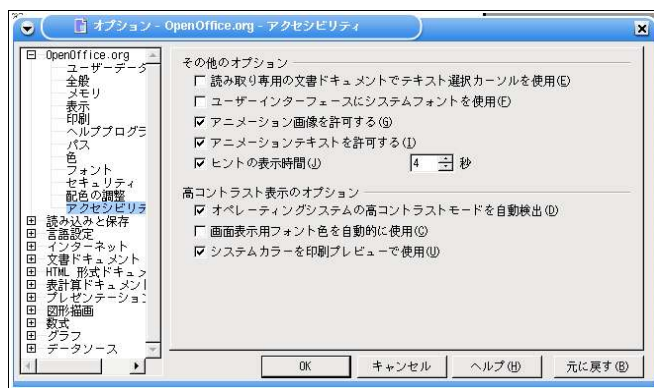 オプション - OpenOffice.org - アクセシビリティ
OpenOffice.org
ユーザーデータ
全般
メモリ
表示
印刷
ヘルププログラ
パス
色
フォント
セキュリティ
配色の調整
アクセシビリテ
読み込みと保存
言語設定
インターネット
文書ドキュメント
HTML 形式ドキュメ
表計算ドキュメント
プレゼンテーション
図形描画
数式
グラフ
データソース
その他のオプション
読み取り専用の文書ドキュメントでテキスト選択カーソルを使用(E)
ユーザーインターフェースにシステムフォントを使用(F)
アニメーション画像を許可する(G)
アニメーションテキストを許可する(I)
ヒントの表示時間(J) 4 秒
高コントラスト表示のオプション
オペレーティングシステムの高コントラストモードを自動検出(D)
画面表示用フォント色を自動的に使用(C)
システムカラーを印刷プレビューで使用(U)
OK キャンセル ヘルプ(H) 元に戻す(B)